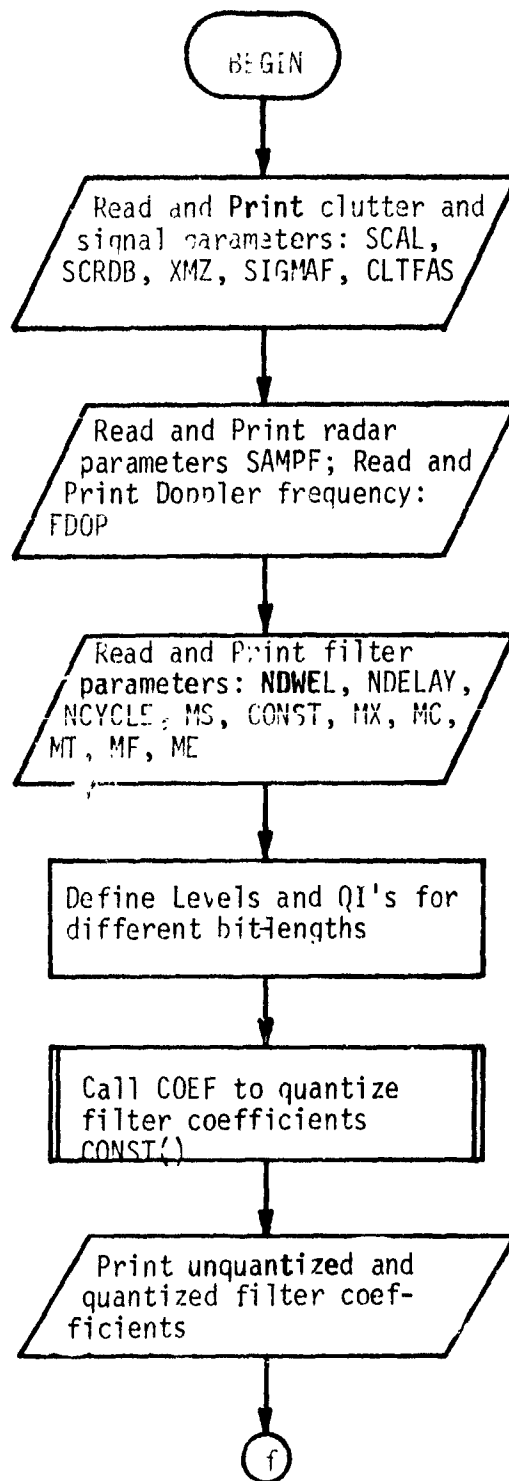 BEGIN
Read and Print clutter and
signal parameters: SCAL,
SCRDB, XMZ, SIGMAF, CLTFAS
Read and Print radar
parameters SAMPF; Read and
Print Doppler frequency:
FDOP
Read and Print filter
parameters: NDWEL, NDELAY,
NCYCLE, MS, CONST, MX, MC,
MT, MF, ME
Define Levels and QI's for
different bit-lengths
Call COEF to quantize
filter coefficients
CONST()
Print unquantized and
quantized filter coef-
ficients
f